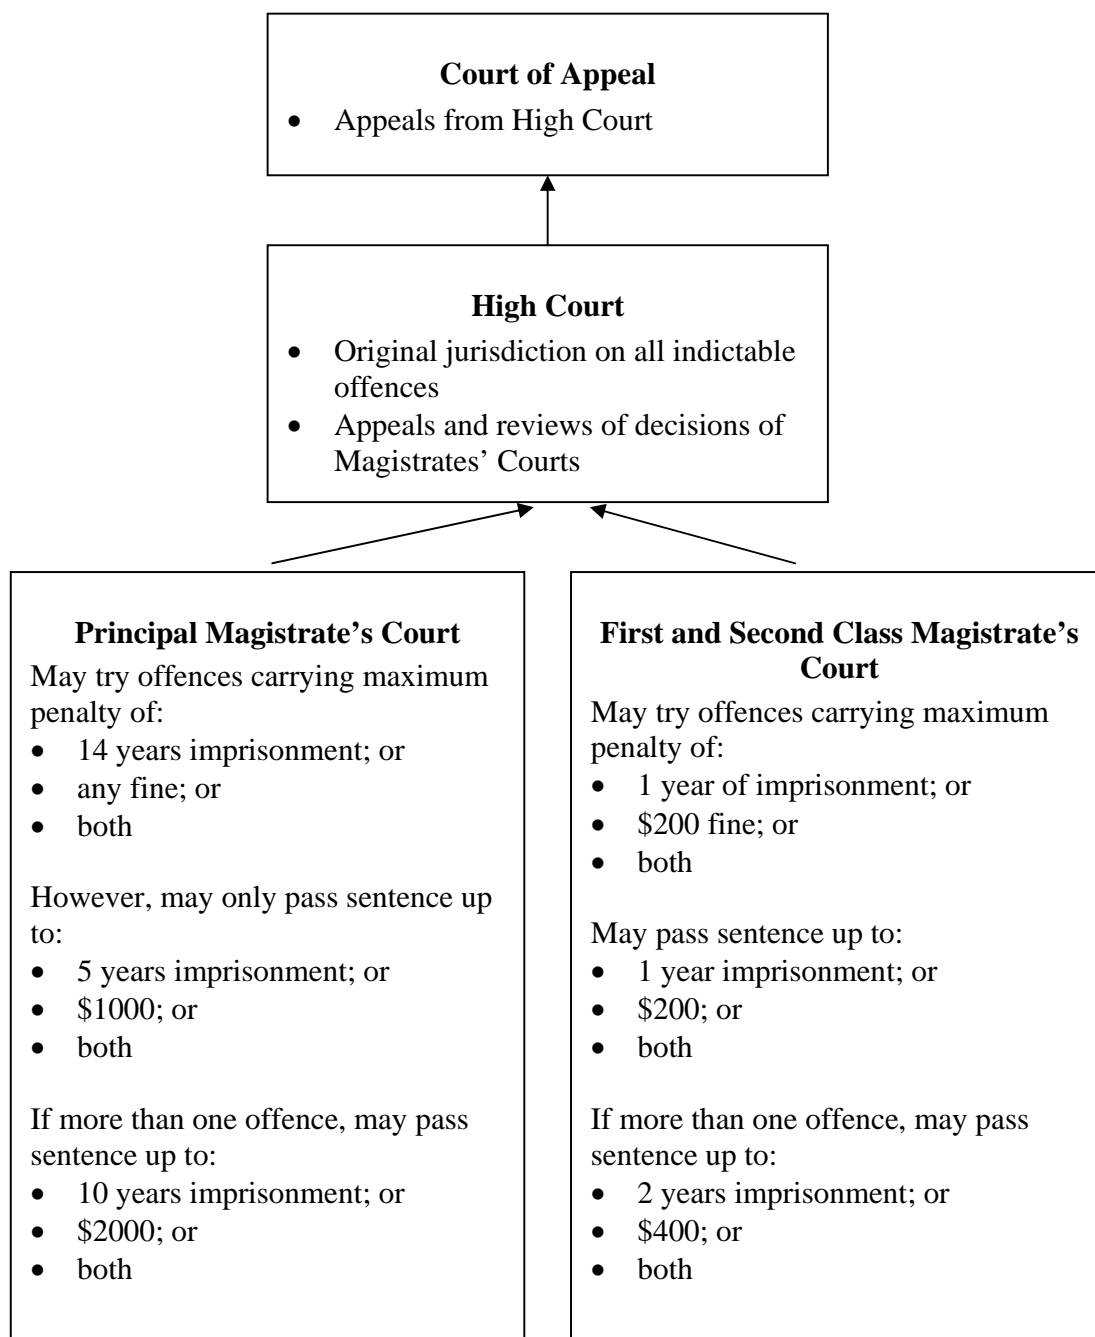 Court of Appeal
• Appeals from High Court
High Court
• Original jurisdiction on all indictable
offences
• Appeals and reviews of decisions of
Magistrates’ Courts
Principal Magistrate’s Court
May try offences carrying maximum
penalty of:
• 14 years imprisonment; or
• any fine; or
• both
However, may only pass sentence up
to:
• 5 years imprisonment; or
• $1000; or
• both
If more than one offence, may pass
sentence up to:
• 10 years imprisonment; or
• $2000; or
• both
First and Second Class Magistrate’s
Court
May try offences carrying maximum
penalty of:
• 1 year of imprisonment; or
• $200 fine; or
• both
May pass sentence up to:
• 1 year imprisonment; or
• $200; or
• both
If more than one offence, may pass
sentence up to:
• 2 years imprisonment; or
• $400; or
• both